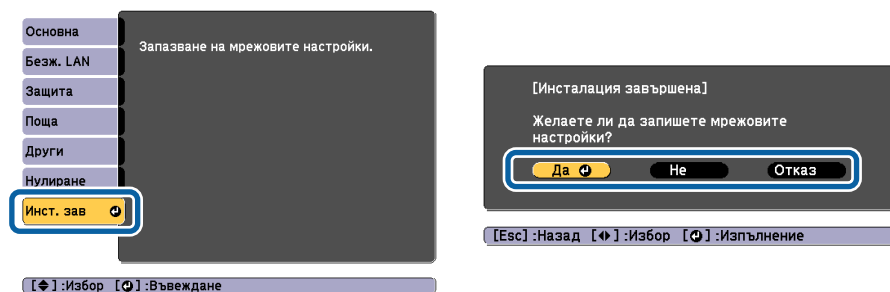 Основна
Безж. LAN
Защита
Поща
Други
Нулиране
Инст. зав
Запазване на мрежовите настройки.
[◆] :Избор [⏎] :Въвеждане
[Инсталация завършена]
Желаете ли да запишете мрежовите
настройки?
Да Не Отказ
[Esc] :Назад [◆] :Избор [⏎] :Изпълнение